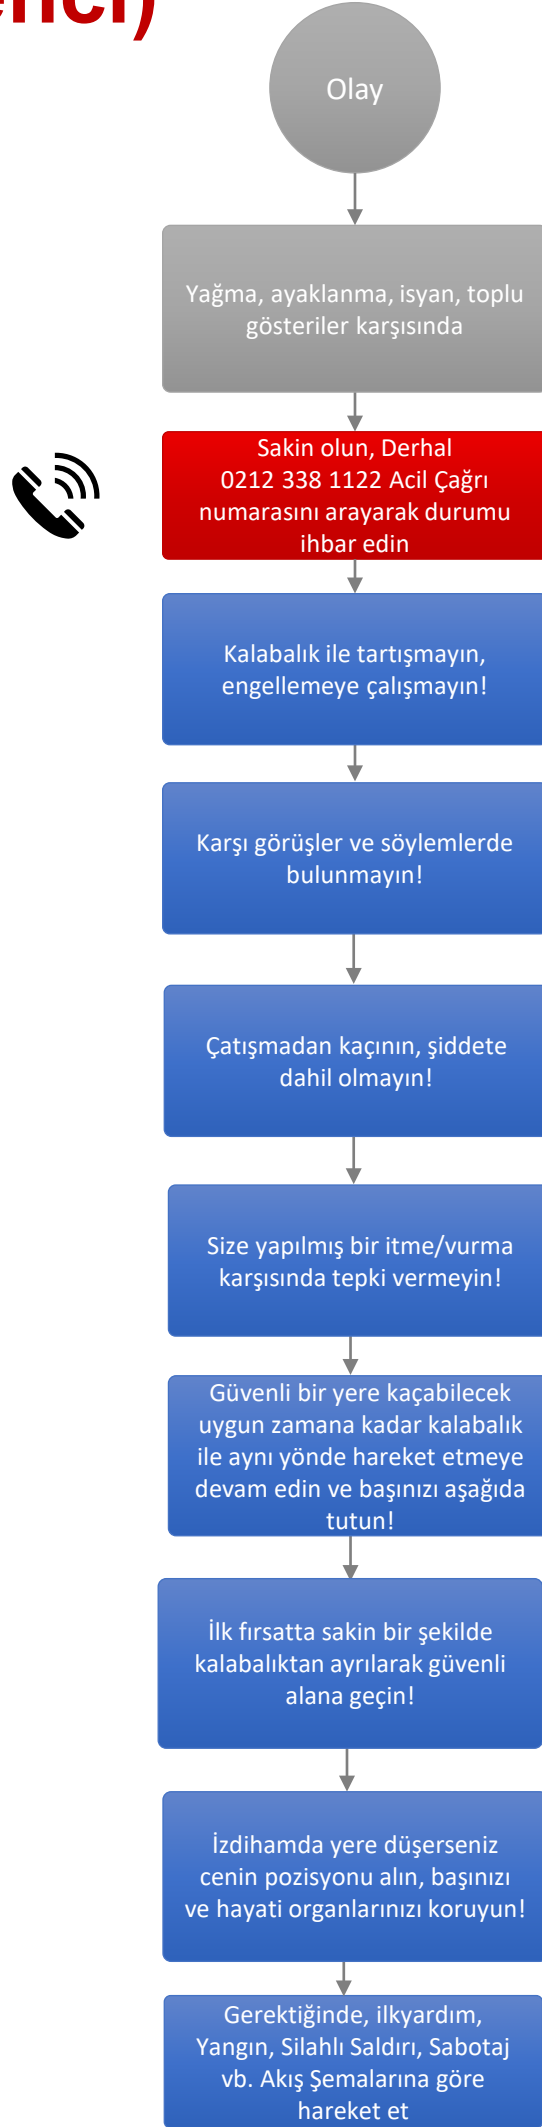 enci)
Olay
Yağma, ayaklanma, isyan, toplu
gösteriler karşısında
Sakin olun, Derhal
0212 338 1122 Acil Çağrı
numarasını arayarak durumu
ihbar edin
Kalabalık ile tartışmayın,
engellemeye çalışmayın!
Karşı görüşler ve söylemlerde
bulunmayın!
Çatışmadan kaçının, şiddete
dahil olmayın!
Size yapılmış bir itme/vurma
karşısında tepki vermeyin!
Güvenli bir yere kaçabilecek
uygun zamana kadar kalabalık
ile aynı yönde hareket etmeye
devam edin ve başınızı aşağıda
tutun!
İlk fırsatta sakin bir şekilde
kalabalıktan ayrılarak güvenli
alana geçin!
İzdihamda yere düşerseniz
cenin pozisyonu alın, başınızı
ve hayati organlarınızı koruyun!
Gerektiğinde, ilkyardım,
Yangın, Silahlı Saldırı, Sabotaj
vb. Akış Şemalarına göre
hareket et